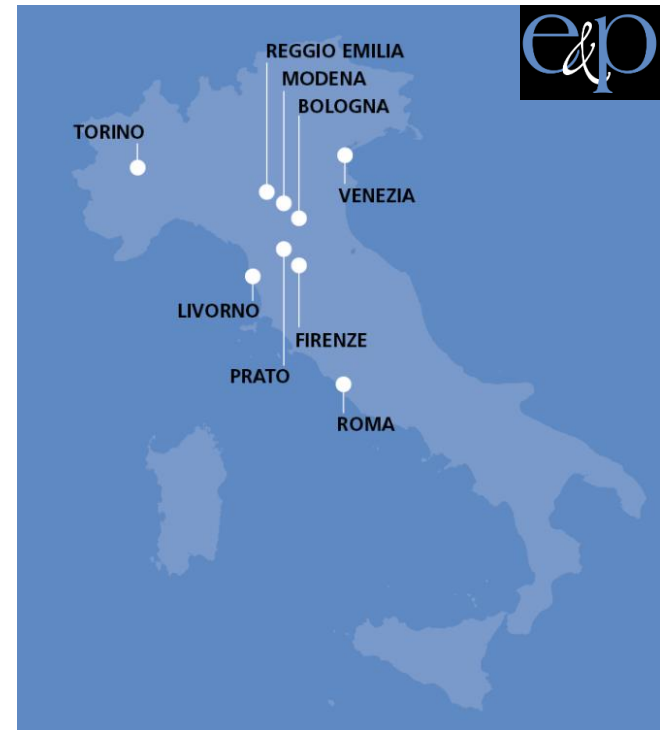 e&p
REGGIO EMILIA
MODENA
BOLOGNA
TORINO
VENEZIA
LIVORNO
FIRENZE
PRATO
ROMA